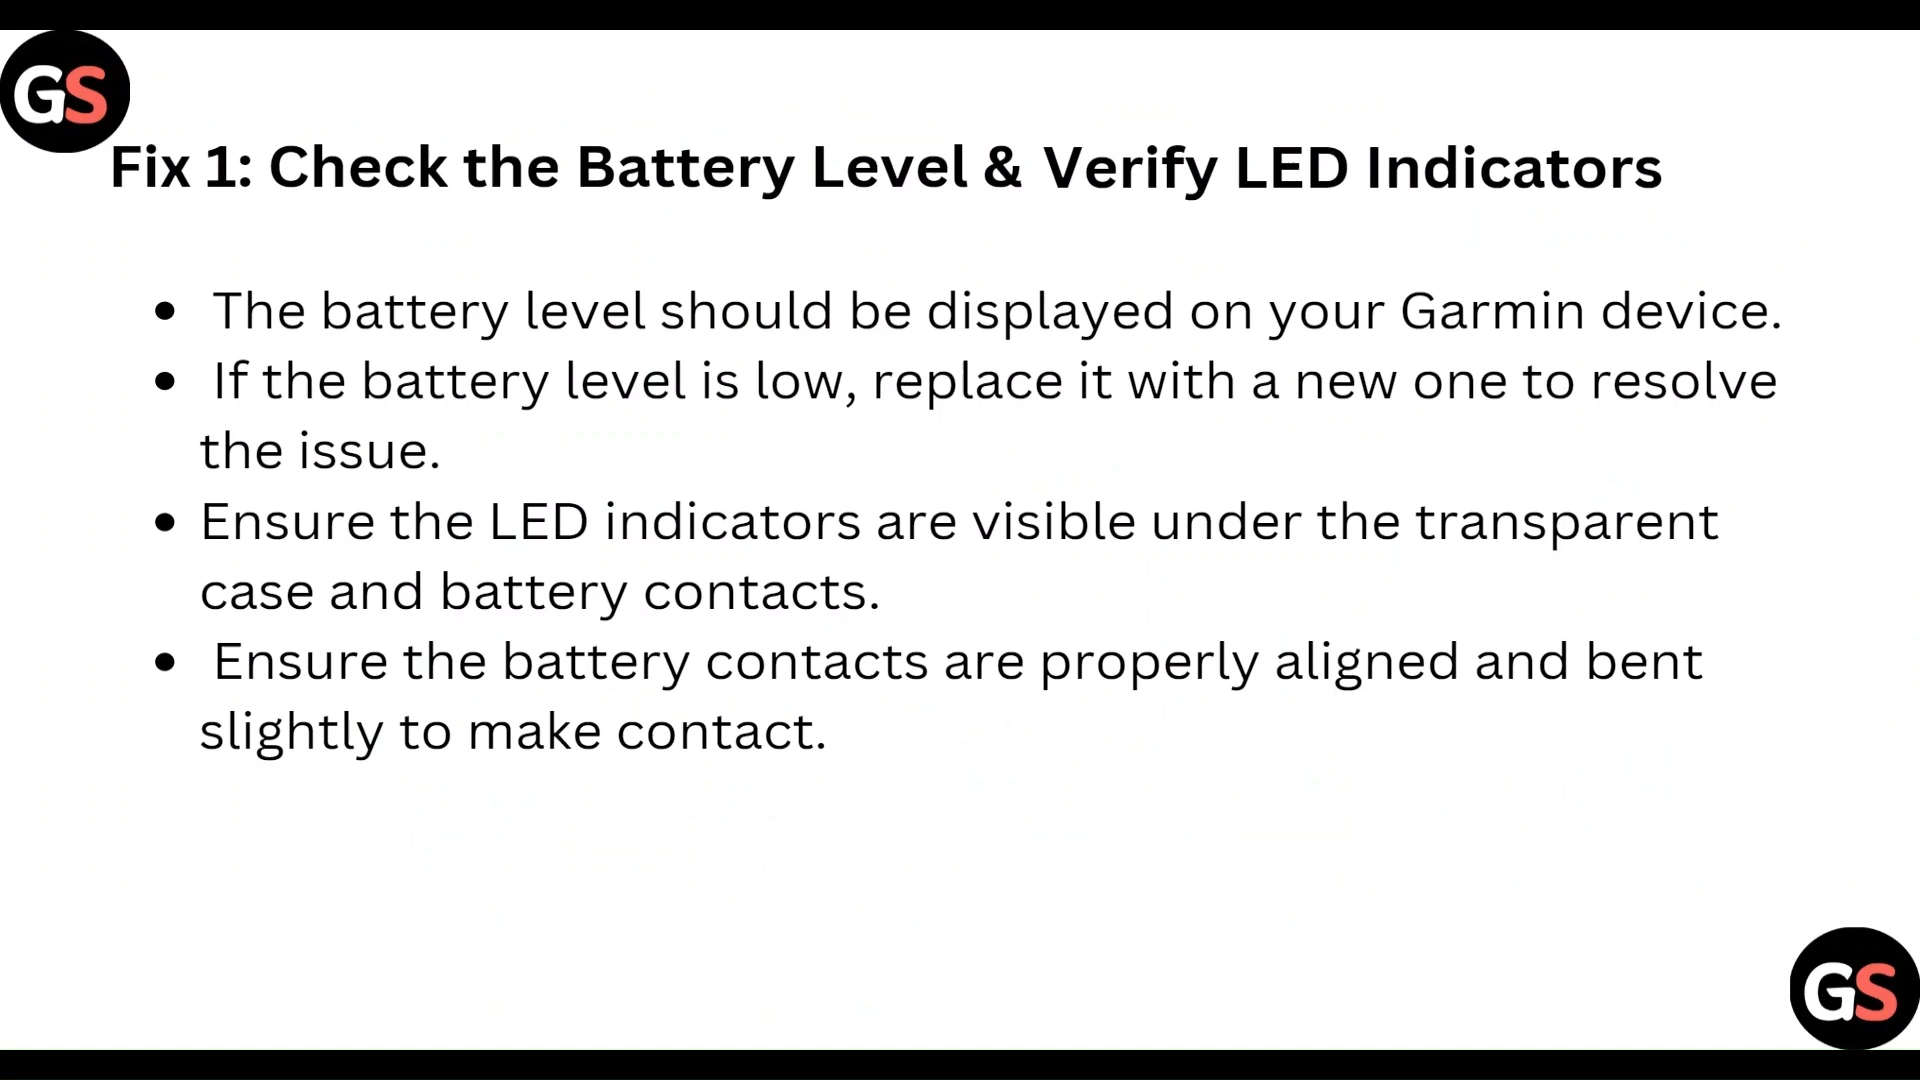 GS
Fix 1: Check the Battery Level & Verify LED Indicators
• The battery level should be displayed on your Garmin device.
• If the battery level is low, replace it with a new one to resolve
the issue.
• Ensure the LED indicators are visible under the transparent
case and battery contacts.
• Ensure the battery contacts are properly aligned and bent
slightly to make contact.
GS